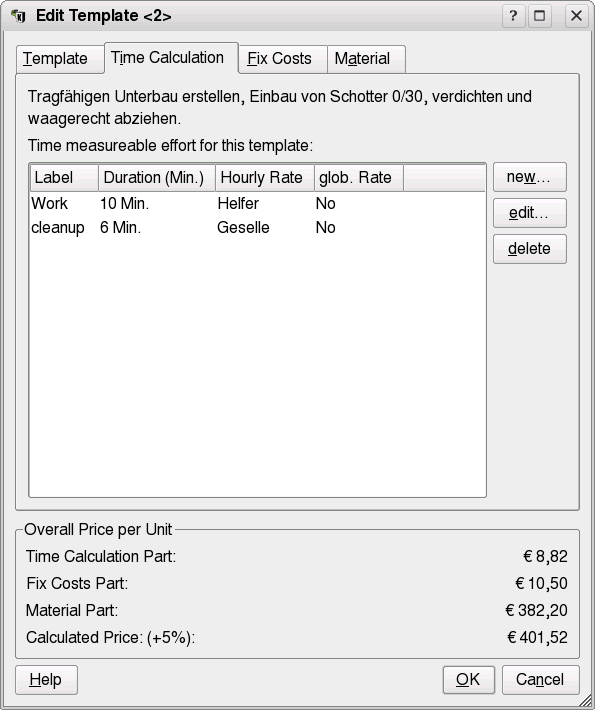 Edit Template <2>
?
Template Time Calculation Fix Costs Material
Tragfähigen Unterbau erstellen, Einbau von Schotter 0/30, verdichten und
waagerecht abziehen.
Time measureable effort for this template:
Label Duration (Min.) Hourly Rate glob. Rate
Work 10 Min. Helfer No
cleanup 6 Min. Geselle No
new...
edit...
delete
Overall Price per Unit
Time Calculation Part: € 8,82
Fix Costs Part: € 10,50
Material Part: € 382,20
Calculated Price: (+5%): € 401,52
Help OK Cancel